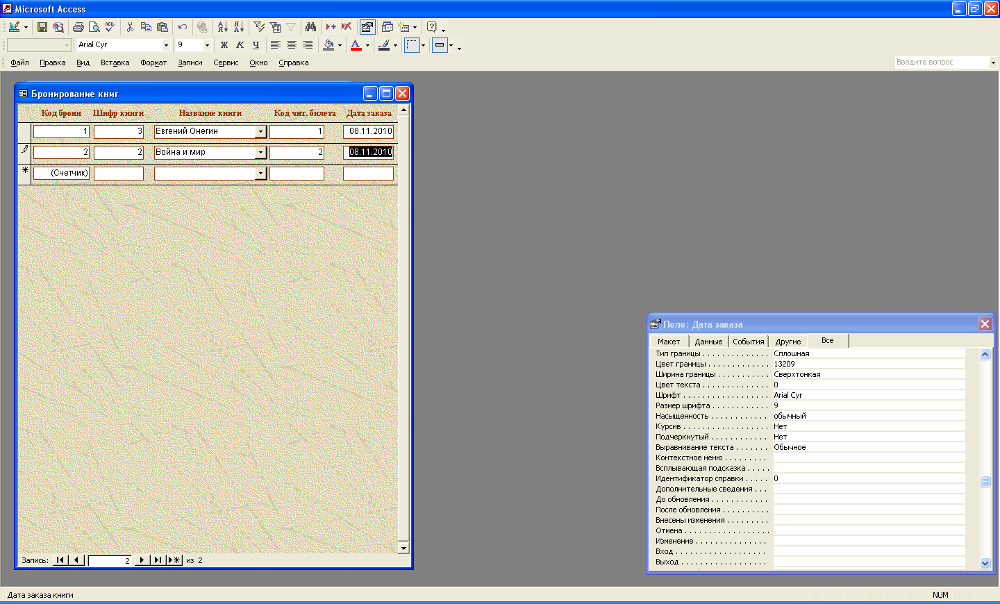 Microsoft Access
Arial Cyr 9 Ж К Ч
Файл Правка Вид Вставка Формат Записи Сервис Окно Справка Введите вопрос
Бронирование книг
Код брони Шифр книги Название книги Код чит. билета Дата заказа
1 3 Евгений Онегин 1 08.11.2010
2 2 Война и мир 2 08.11.2010
(Счетчик)
Запись: 2 из 2
Поле: Дата заказа
Макет Данные События Другие Все
Тип границы . . . . . . . . . . . . . . . Сплошная
Цвет границы . . . . . . . . . . . . . . 13209
Ширина границы . . . . . . . . . . . . Сверхтонкая
Цвет текста . . . . . . . . . . . . . . . 0
Шрифт . . . . . . . . . . . . . . . . . . . Arial Cyr
Размер шрифта . . . . . . . . . . . . . 9
Насыщенность . . . . . . . . . . . . . обычный
Курсив . . . . . . . . . . . . . . . . . . . Нет
Подчеркнутый . . . . . . . . . . . . . Нет
Выравнивание текста . . . . . . . Обычное
Контекстное меню . . . . . . . . .
Всплывающая подсказка . . . . .
Идентификатор справки . . . . . 0
Дополнительные сведения . . .
До обновления . . . . . . . . . . . . .
После обновления . . . . . . . . . .
Внесены изменения . . . . . . . . .
Отмена . . . . . . . . . . . . . . . . . . .
Изменение . . . . . . . . . . . . . . . .
Вход . . . . . . . . . . . . . . . . . . . . .
Выход . . . . . . . . . . . . . . . . . . .
Дата заказа книги NUM